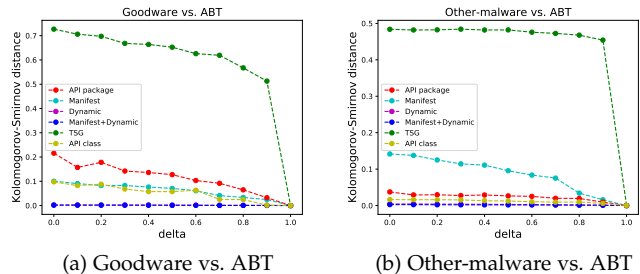 Goodware vs. ABT
Kolomogorov-Smirnov distance
0.7
0.6
0.5
0.4
0.3
0.2
0.1
0.0
API package
Manifest
Dynamic
Manifest+Dynamic
TSG
API class
0.0 0.2 0.4 0.6 0.8 1.0
delta
(a) Goodware vs. ABT
Other-malware vs. ABT
Kolomogorov-Smirnov distance
0.5
0.4
0.3
0.2
0.1
0.0
API package
Manifest
Dynamic
Manifest+Dynamic
TSG
API class
0.0 0.2 0.4 0.6 0.8 1.0
delta
(b) Other-malware vs. ABT